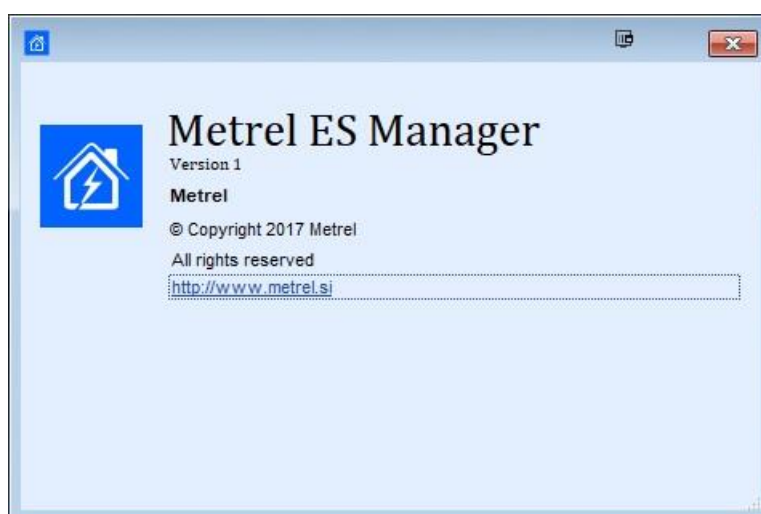 Metrel ES Manager
Version 1
Metrel
© Copyright 2017 Metrel
All rights reserved
http://www.metrel.si